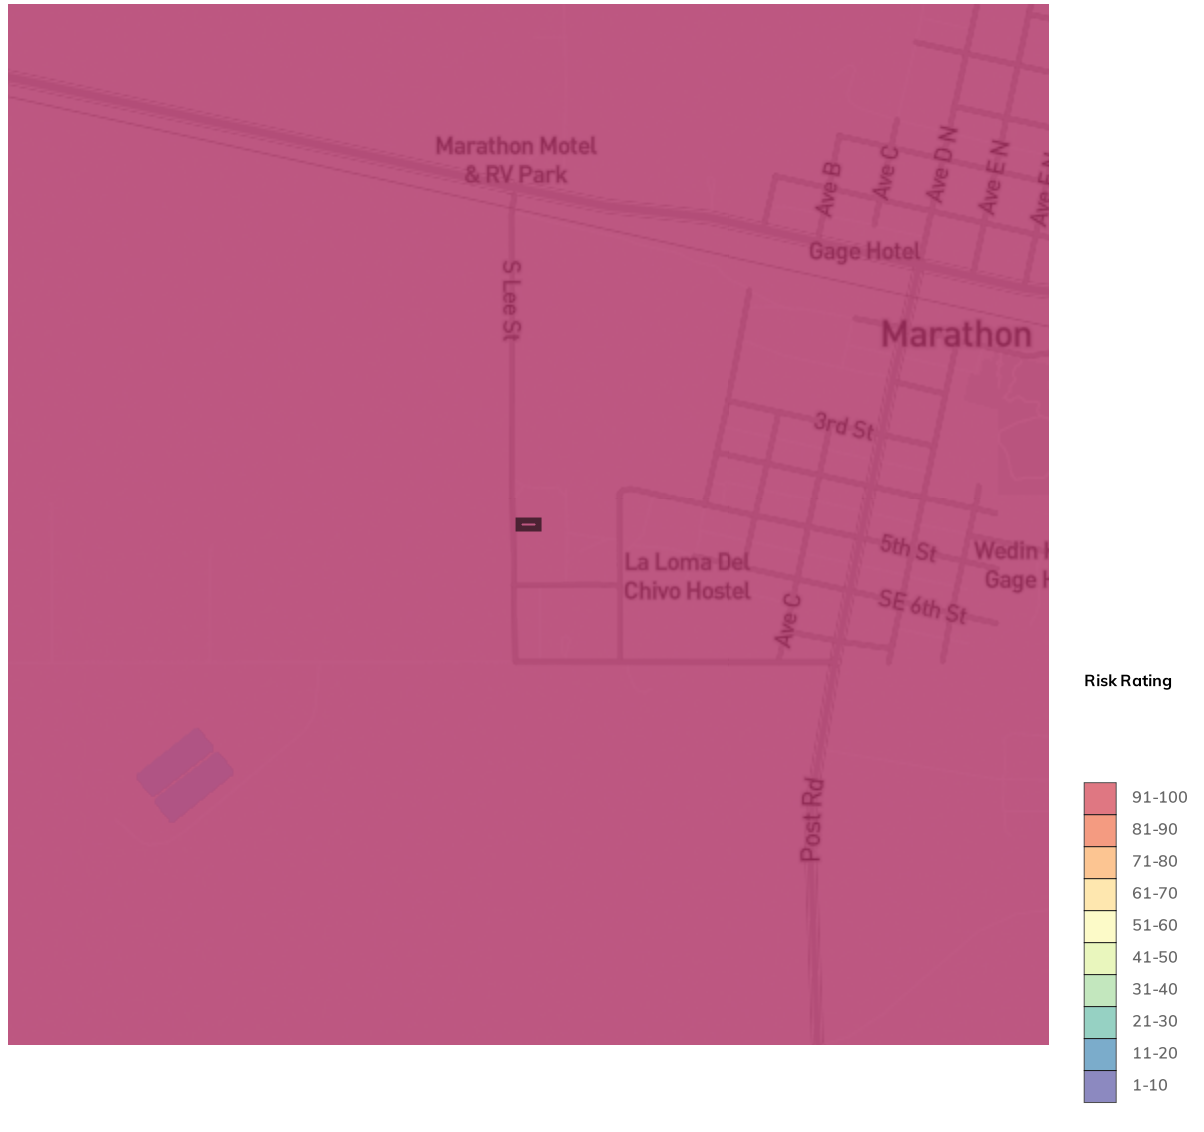 Marathon Motel
& RV Park
Ave B
Ave C
Ave D N
Ave E N
Gage Hotel
S Lee St
Marathon
3rd St
5th St
Wedin
Gage
La Loma Del
Chivo Hostel
SE 6th St
Ave C
Post Rd
Risk Rating
91-100
81-90
71-80
61-70
51-60
41-50
31-40
21-30
11-20
1-10